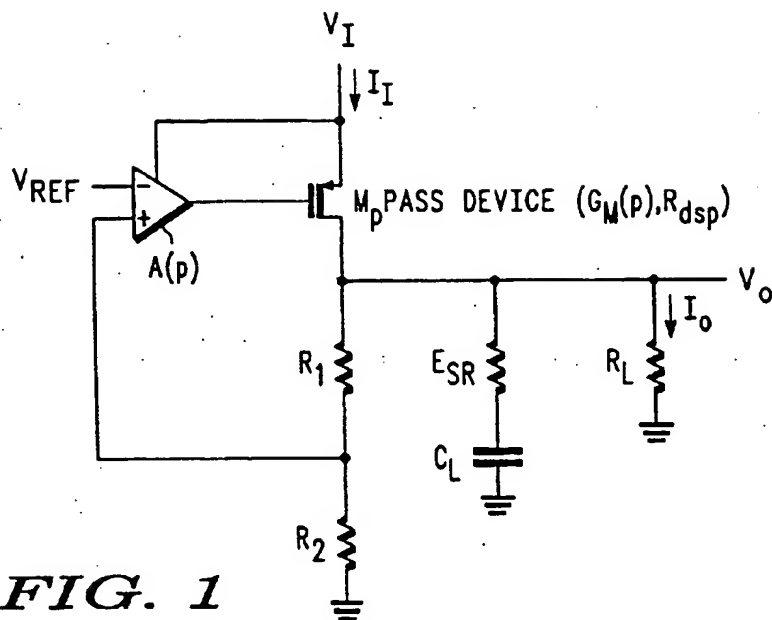 V_I
I_I
V_REF
−
+
A(p)
M_p PASS DEVICE (G_M(p), R_dsp)
V_o
I_o
R_1
E_SR
R_L
C_L
R_2
FIG. 1